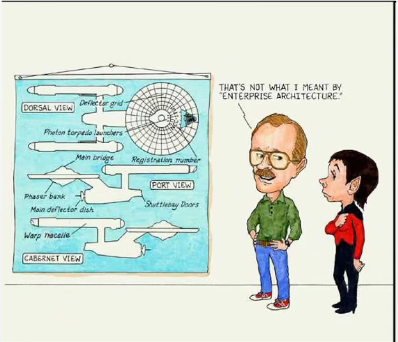 THAT'S NOT WHAT I MEANT BY
"ENTERPRISE ARCHITECTURE."
DORSAL VIEW
Deflector grid
Photon torpedo launchers
Main bridge
Registration number
PORT VIEW
Phaser bank
Main deflector dish
Shuttlebay Doors
Warp nacelle
CABERNET VIEW